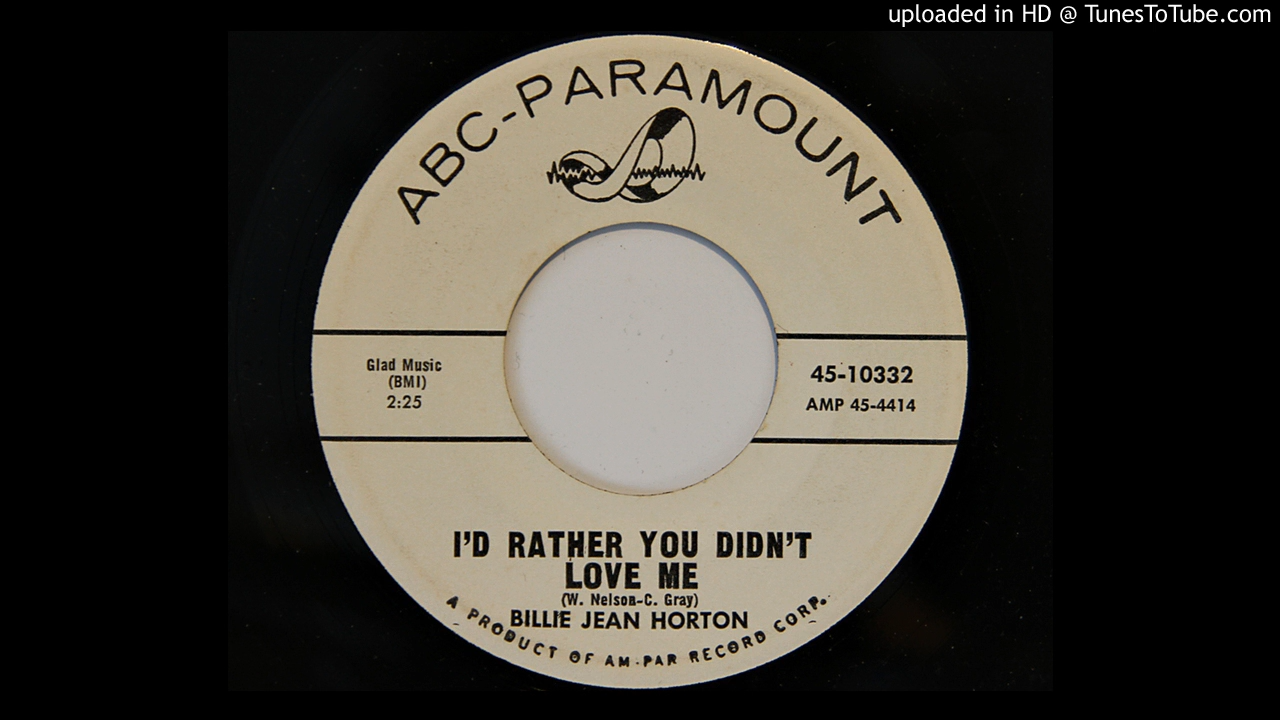 uploaded in HD @ TunesToTube.com
ABC-PARAMOUNT
Glad Music
(BMI)
2:25
45-10332
AMP 45-4414
I'D RATHER YOU DIDN'T
LOVE ME
(W. Nelson-C. Gray)
BILLIE JEAN HORTON
A PRODUCT OF AM-PAR RECORD CORP.